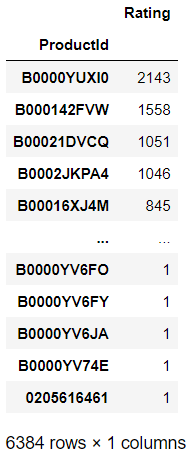 Rating
ProductId
B0000YUXI0 2143
B000142FVW 1558
B00021DVCQ 1051
B0002JKPA4 1046
B00016XJ4M 845
... ...
B0000YV6FO 1
B0000YV6FY 1
B0000YV6JA 1
B0000YV74E 1
0205616461 1
6384 rows × 1 columns